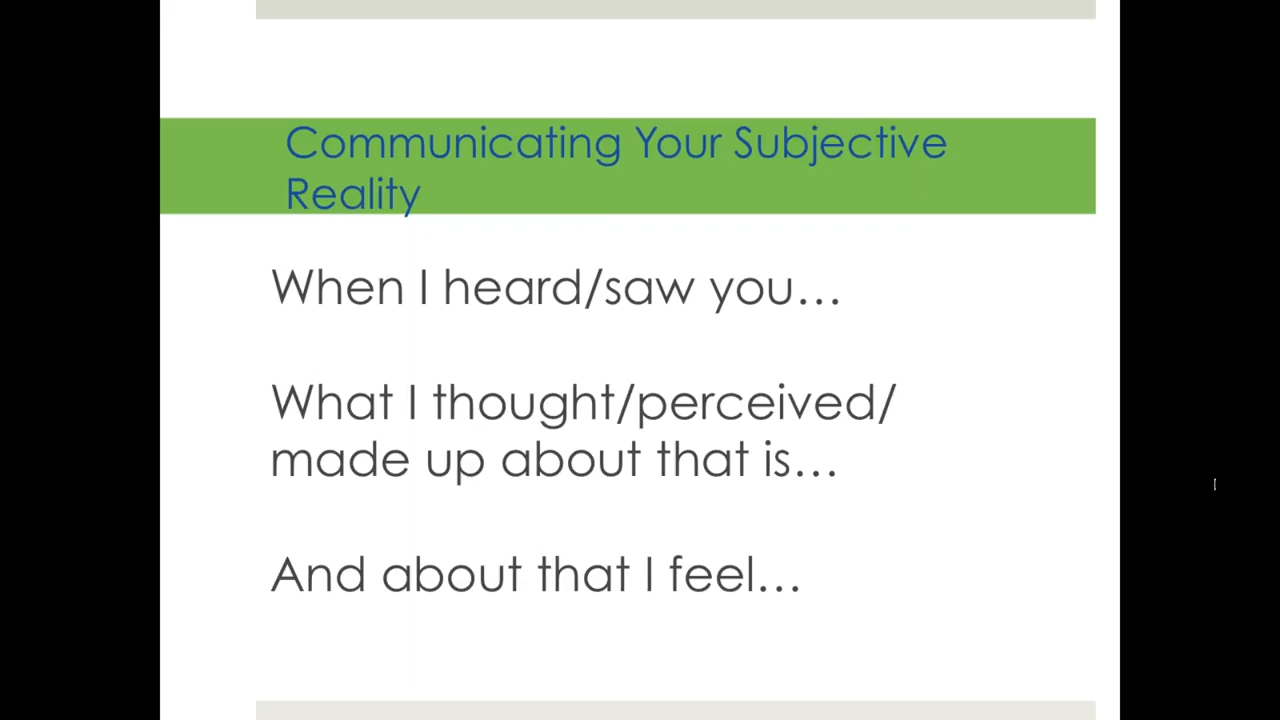 Communicating Your Subjective
Reality
When I heard/saw you…
What I thought/perceived/
made up about that is…
And about that I feel…